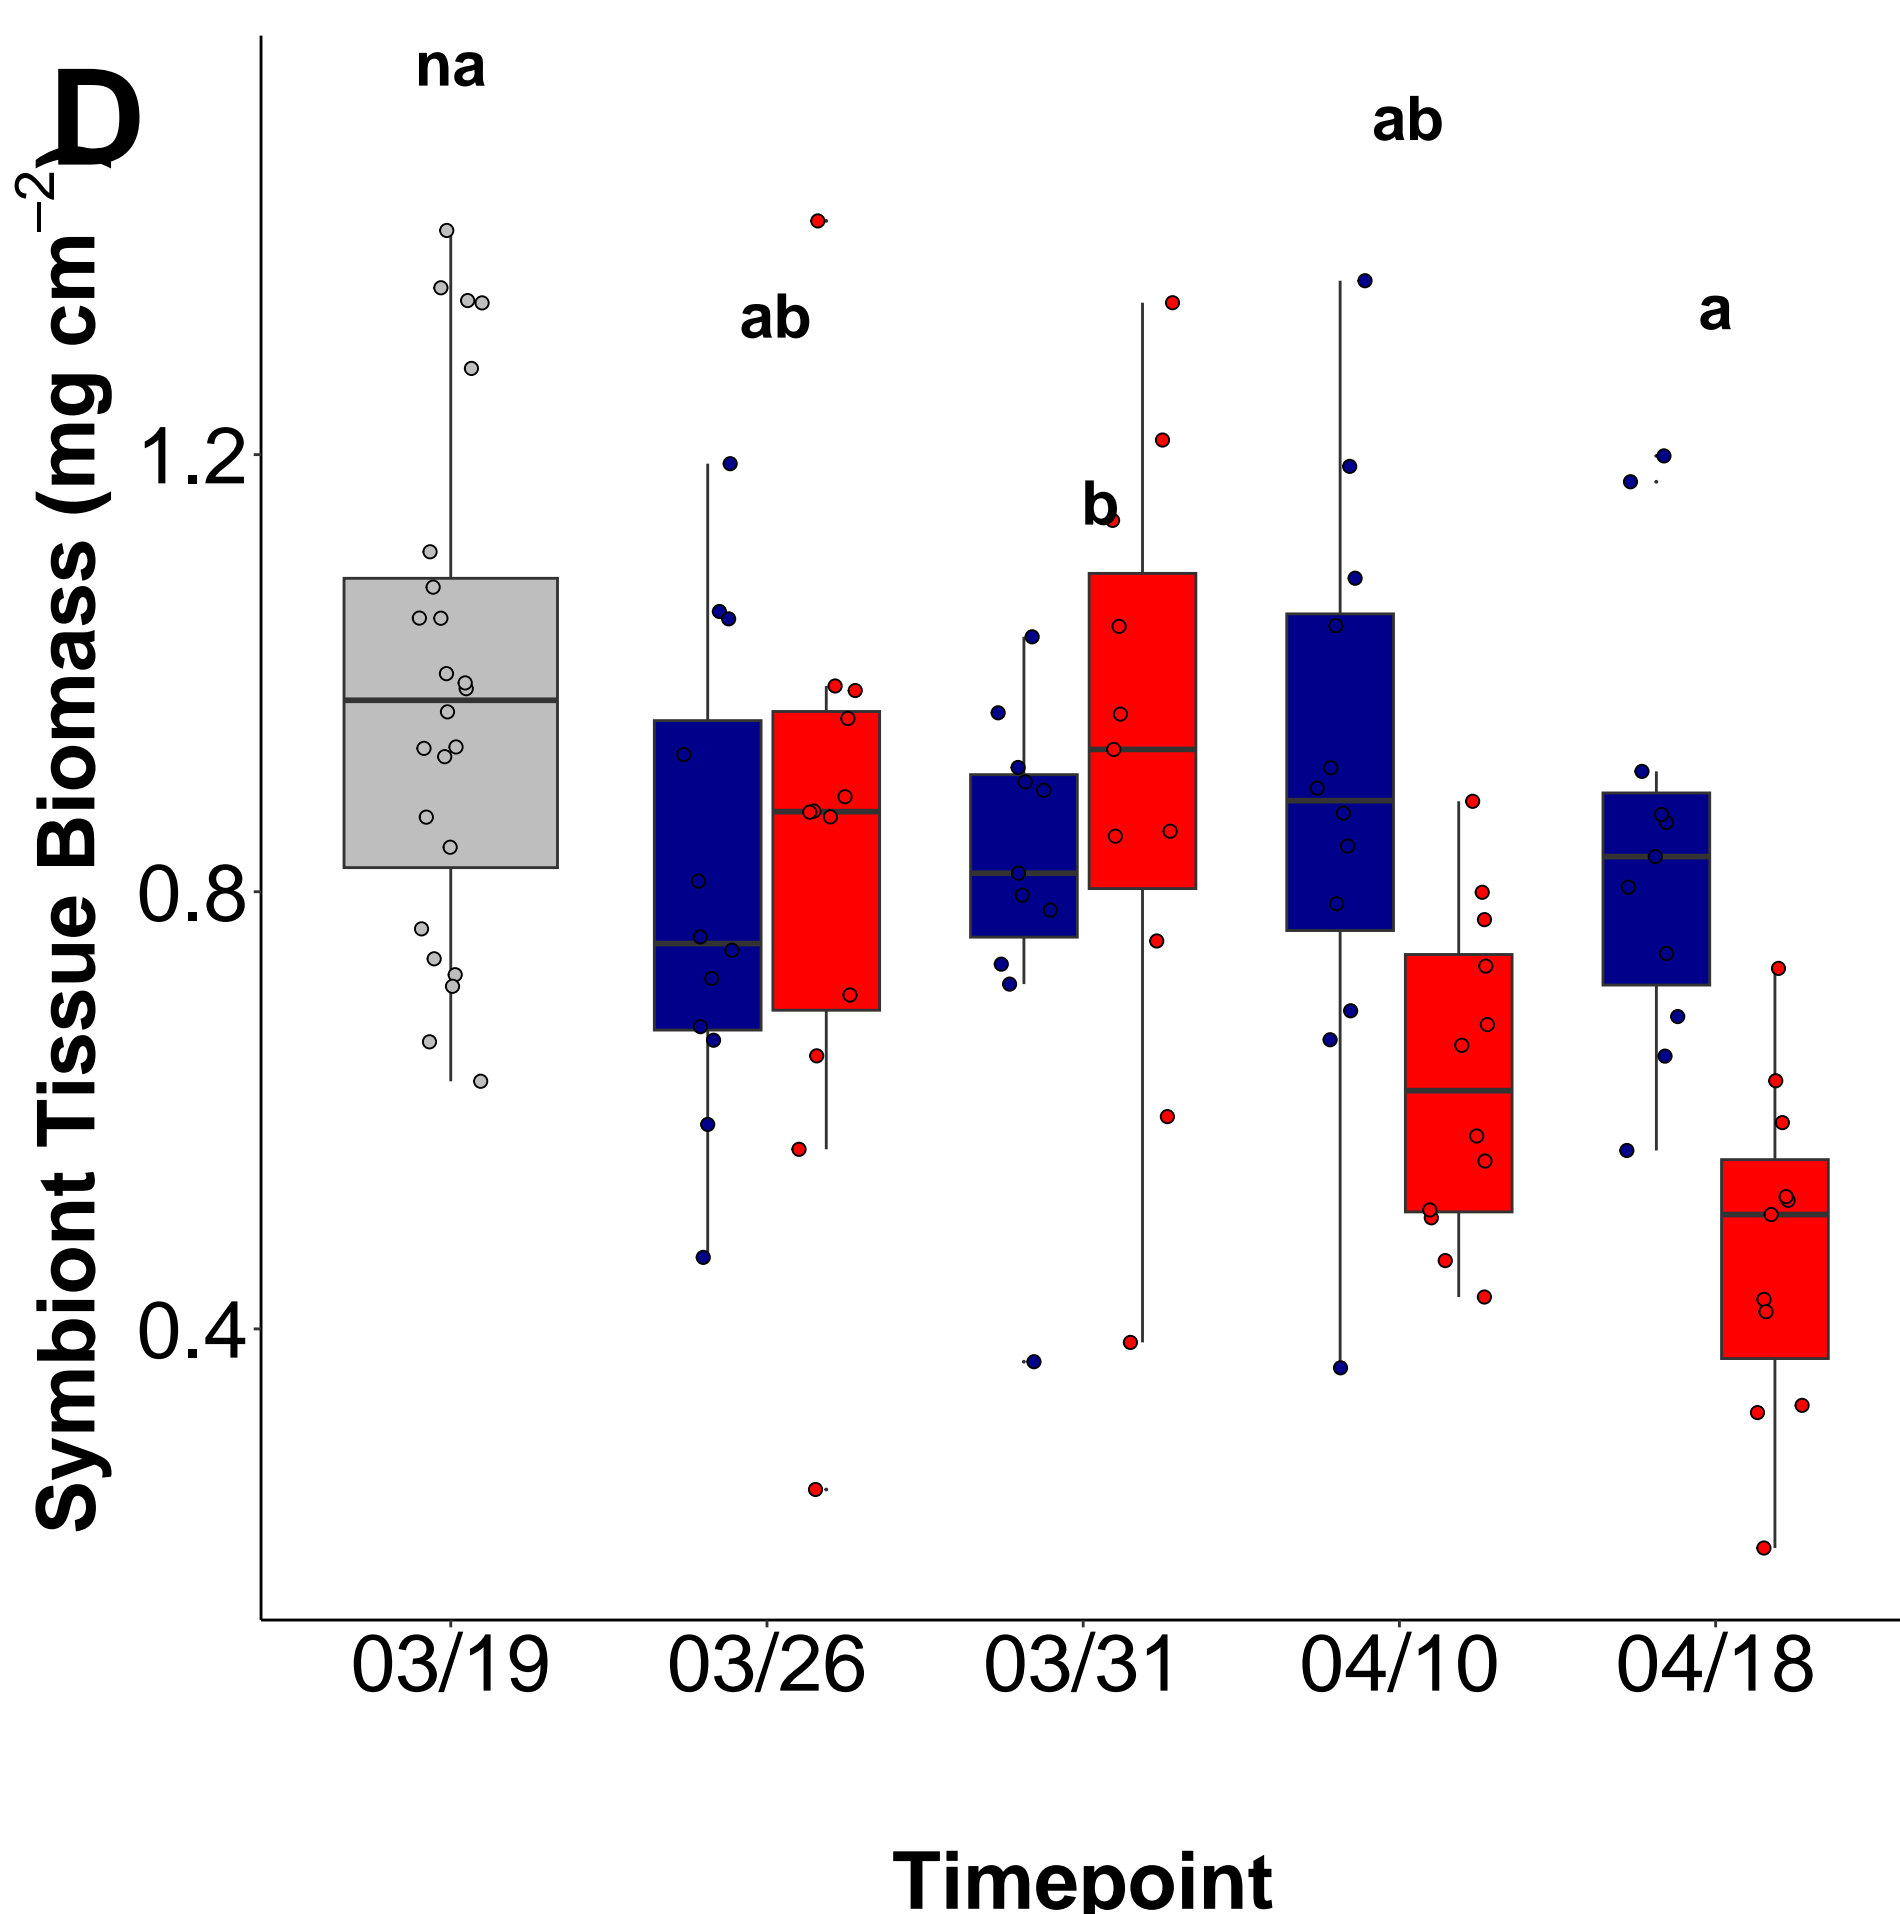 D
na
ab
ab
a
b
Symbiont Tissue Biomass (mg cm⁻²)
1.2
0.8
0.4
03/19 03/26 03/31 04/10 04/18
Timepoint